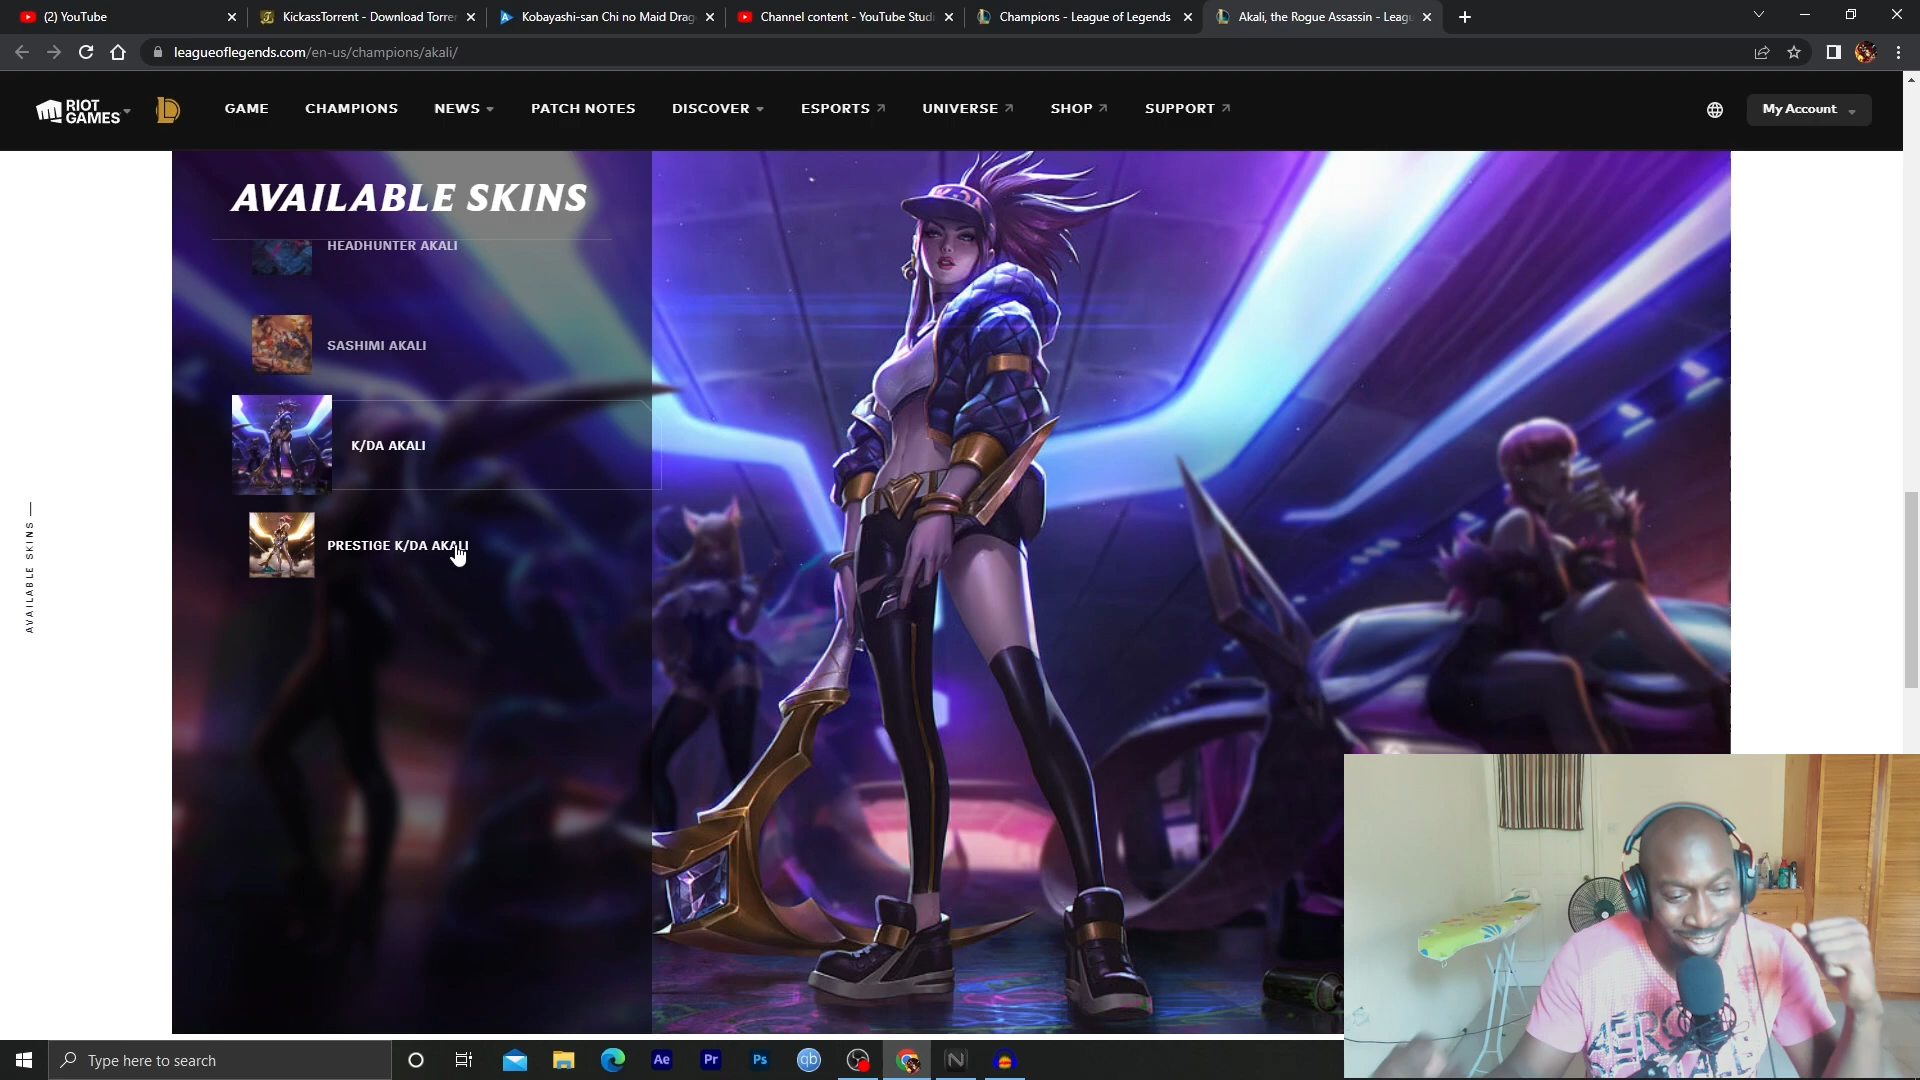 (2) YouTube
KickassTorrent - Download Torren
Kobayashi-san Chi no Maid Drag
Channel content - YouTube Studi
Champions - League of Legends
Akali, the Rogue Assassin - Leagu
leagueoflegends.com/en-us/champions/akali/
RIOT GAMES
GAME
CHAMPIONS
NEWS
PATCH NOTES
DISCOVER
ESPORTS
UNIVERSE
SHOP
SUPPORT
My Account
AVAILABLE SKINS
HEADHUNTER AKALI
SASHIMI AKALI
K/DA AKALI
PRESTIGE K/DA AKALI
AVAILABLE SKINS
Type here to search
Ae
Pr
Ps
qb
N